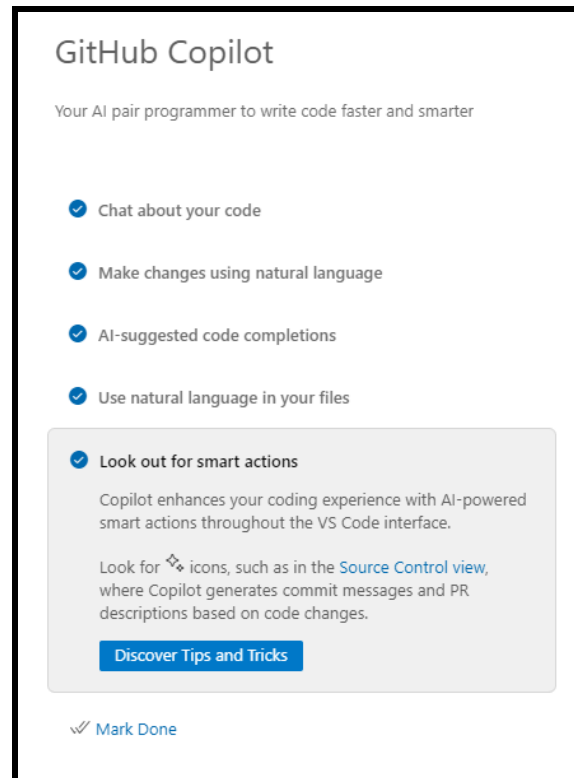 GitHub Copilot
Your AI pair programmer to write code faster and smarter
Chat about your code
Make changes using natural language
AI-suggested code completions
Use natural language in your files
Look out for smart actions
Copilot enhances your coding experience with AI-powered
smart actions throughout the VS Code interface.
Look for icons, such as in the Source Control view,
where Copilot generates commit messages and PR
descriptions based on code changes.
Discover Tips and Tricks
Mark Done